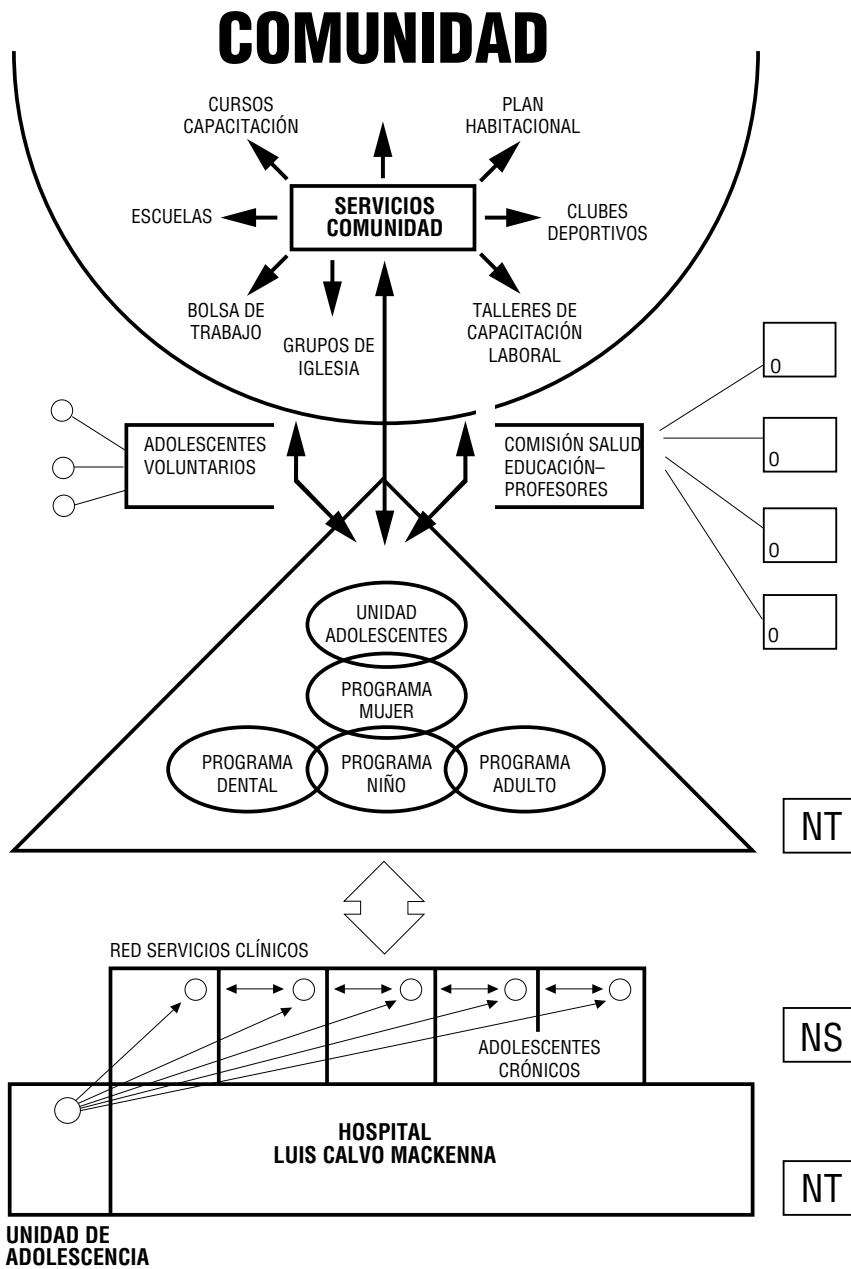 COMUNIDAD
CURSOS
CAPACITACIÓN
PLAN
HABITACIONAL
ESCUELAS
SERVICIOS
COMUNIDAD
CLUBES
DEPORTIVOS
BOLSA DE
TRABAJO
GRUPOS DE
IGLESIA
TALLERES DE
CAPACITACIÓN
LABORAL
ADOLESCENTES
VOLUNTARIOS
COMISIÓN SALUD
EDUCACIÓN–
PROFESORES
0
0
0
0
UNIDAD
ADOLESCENTES
PROGRAMA
MUJER
PROGRAMA
DENTAL
PROGRAMA
NIÑO
PROGRAMA
ADULTO
NT
RED SERVICIOS CLÍNICOS
ADOLESCENTES
CRÓNICOS
NS
HOSPITAL
LUIS CALVO MACKENNA
NT
UNIDAD DE
ADOLESCENCIA